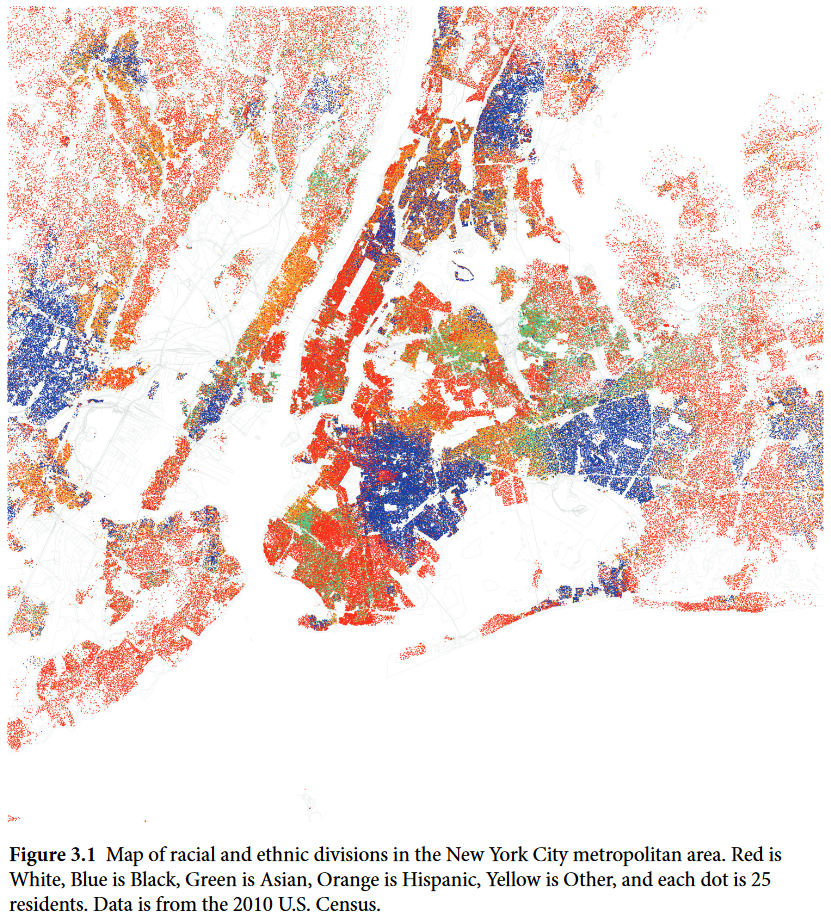 Figure 3.1 Map of racial and ethnic divisions in the New York City metropolitan area. Red is
White, Blue is Black, Green is Asian, Orange is Hispanic, Yellow is Other, and each dot is 25
residents. Data is from the 2010 U.S. Census.